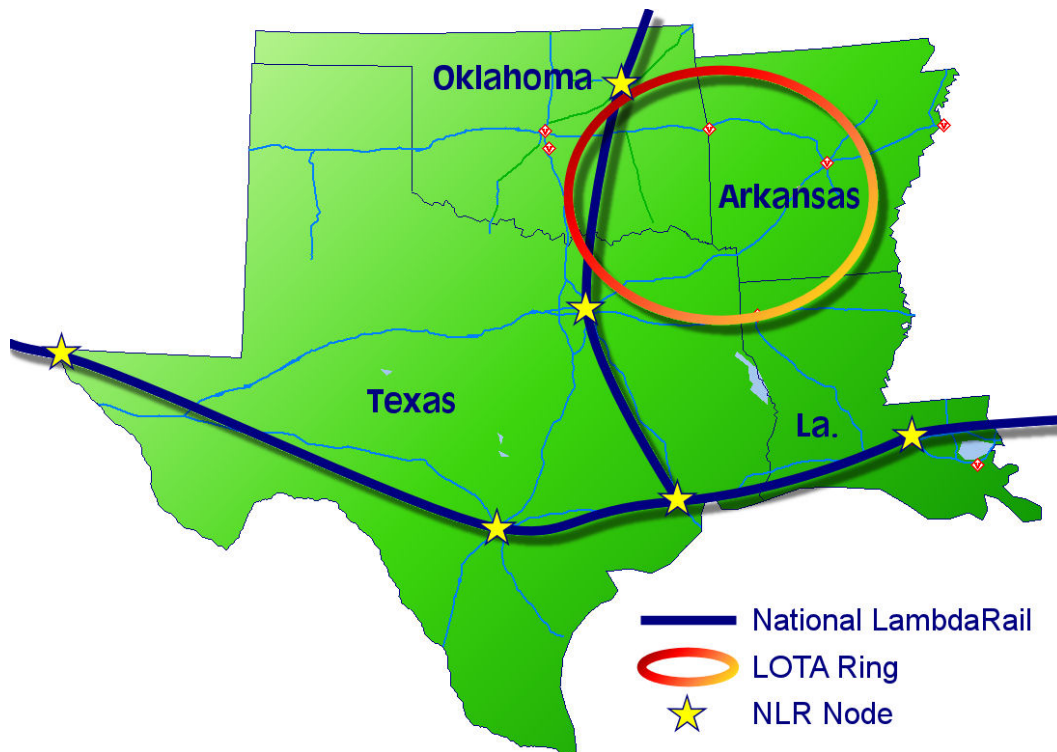 Oklahoma
Arkansas
Texas
La.
National LambdaRail
LOTA Ring
NLR Node